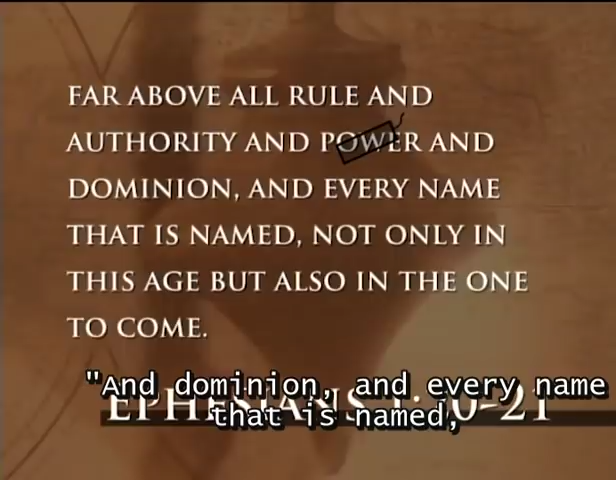 FAR ABOVE ALL RULE AND
AUTHORITY AND POWER AND
DOMINION, AND EVERY NAME
THAT IS NAMED, NOT ONLY IN
THIS AGE BUT ALSO IN THE ONE
TO COME.
"And dominion, and every name
that is named,
EPHESIANS 1:20-21